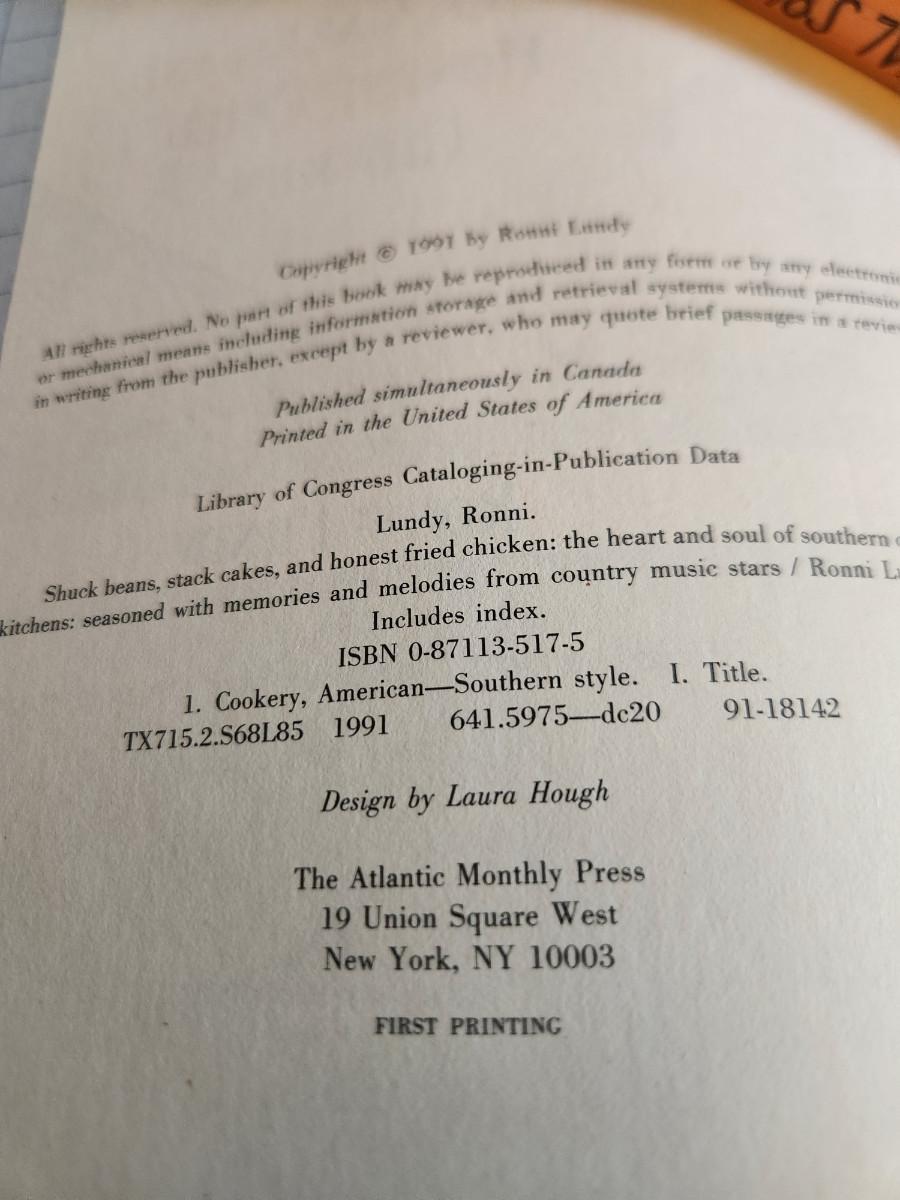 Copyright © 1991 by Ronni Lundy
All rights reserved. No part of this book may be reproduced in any form or by any electronic
or mechanical means including information storage and retrieval systems without permissio
in writing from the publisher, except by a reviewer, who may quote brief passages in a revie
Published simultaneously in Canada
Printed in the United States of America
Library of Congress Cataloging-in-Publication Data
Lundy, Ronni.
Shuck beans, stack cakes, and honest fried chicken: the heart and soul of southern
kitchens: seasoned with memories and melodies from country music stars / Ronni L
Includes index.
ISBN 0-87113-517-5
1. Cookery, American—Southern style. I. Title.
TX715.2.S68L85 1991 641.5975—dc20 91-18142
Design by Laura Hough
The Atlantic Monthly Press
19 Union Square West
New York, NY 10003
FIRST PRINTING